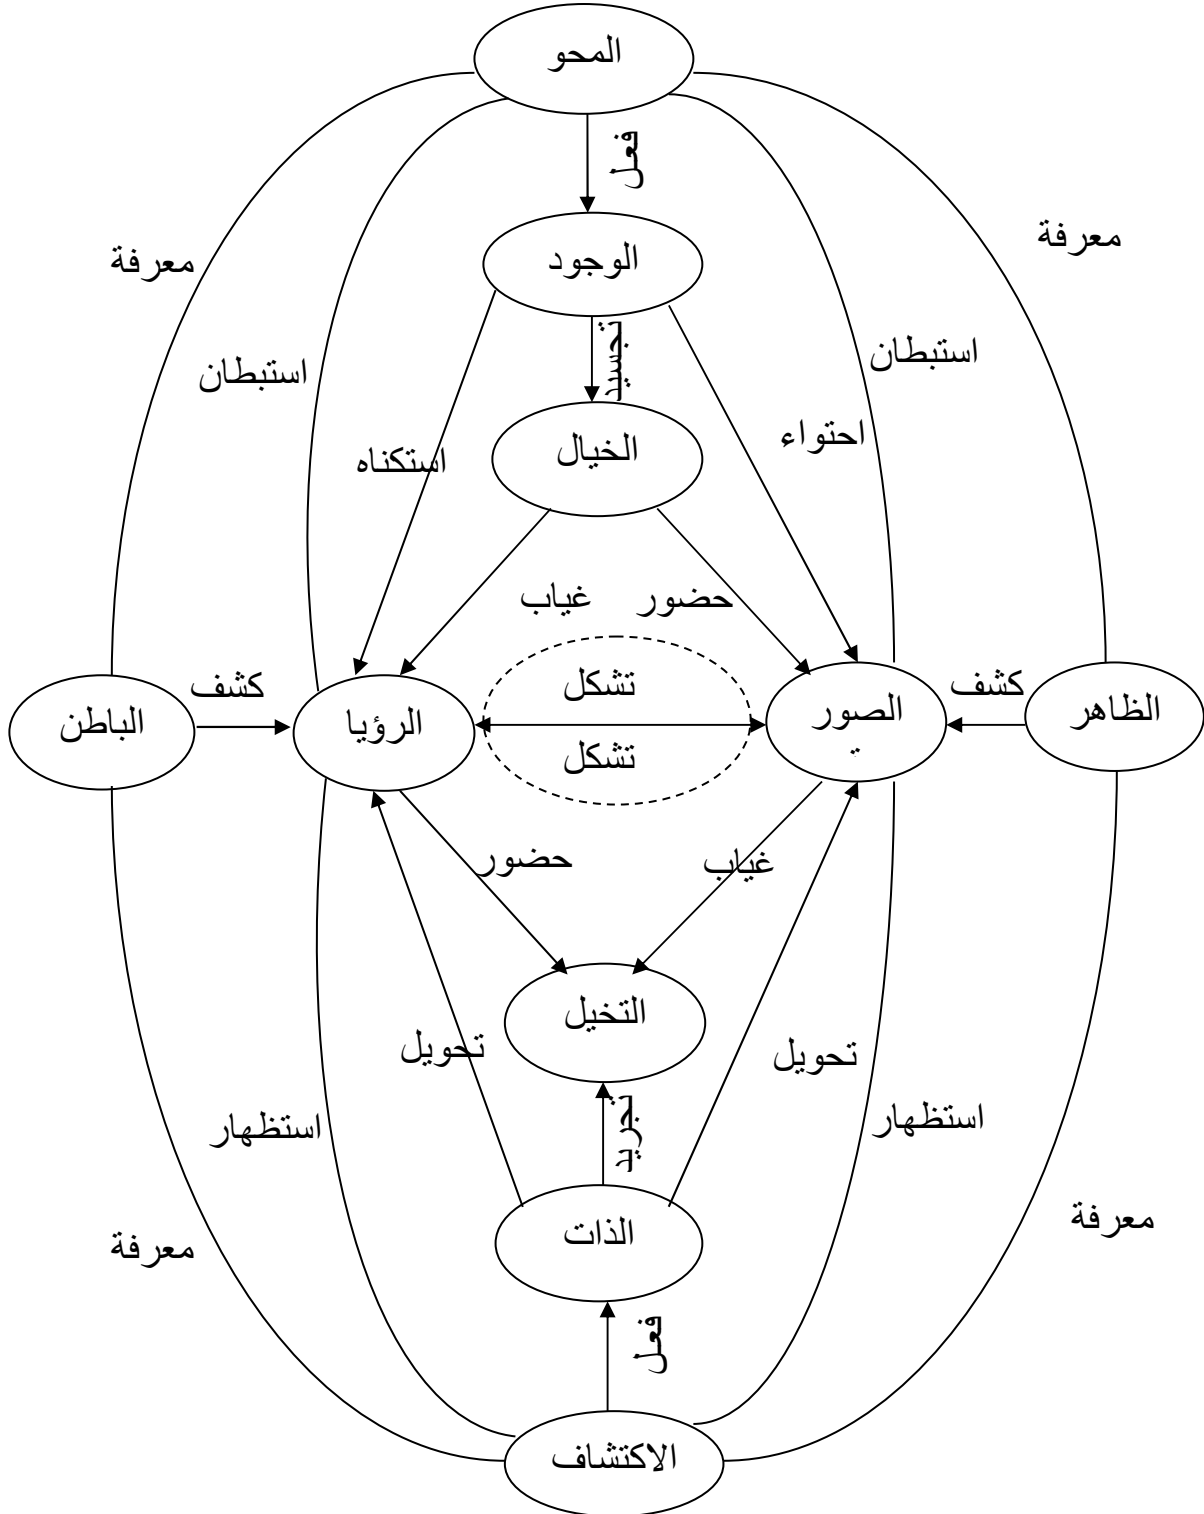 المحو
فعل
معرفة
معرفة
الوجود
استبطان
استبطان
تجسيد
احتواء
استكناه
الخيال
حضور
غياب
الظاهر
كشف
الصور
تشكل
تشكل
الرؤيا
كشف
الباطن
غياب
حضور
التخيل
تحويل
تحويل
استظهار
استظهار
تجريد
معرفة
معرفة
الذات
فعل
الاكتشاف